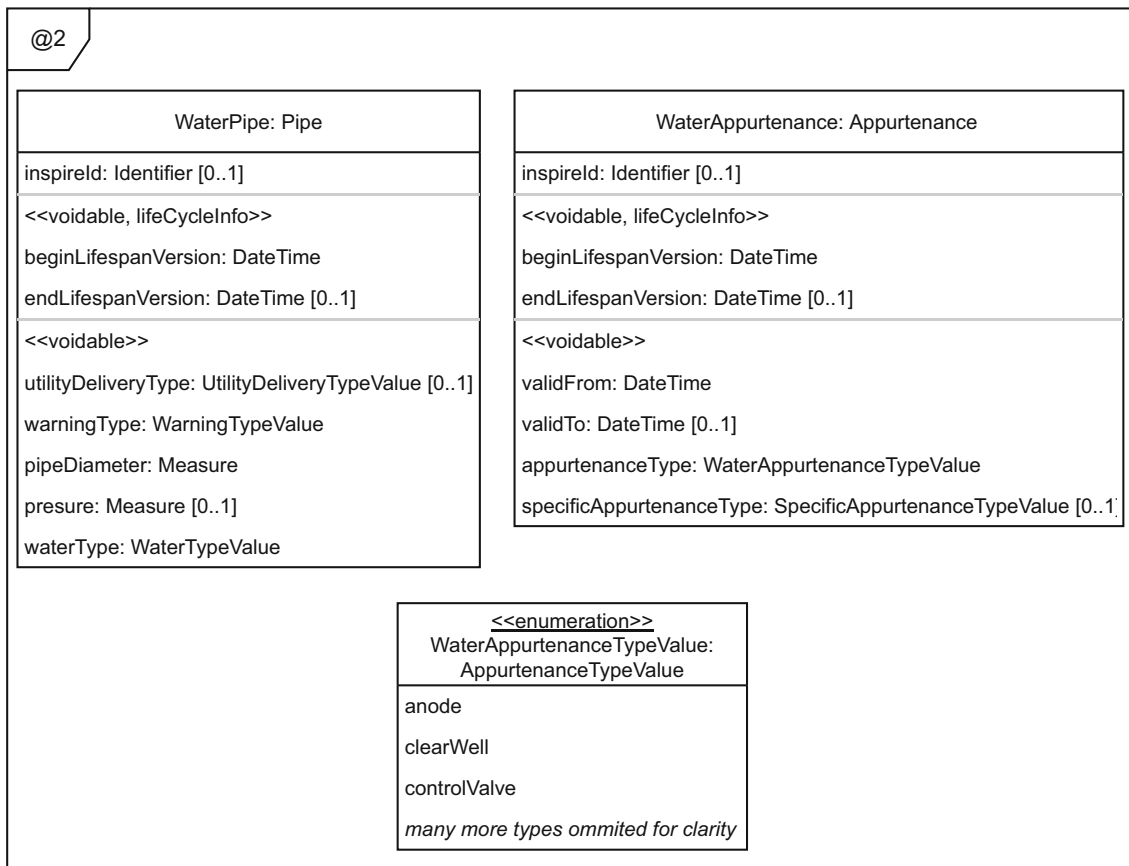 @2
WaterPipe: Pipe
inspireId: Identifier [0..1]
<<voidable, lifeCycleInfo>>
beginLifespanVersion: DateTime
endLifespanVersion: DateTime [0..1]
<<voidable>>
utilityDeliveryType: UtilityDeliveryTypeValue [0..1]
warningType: WarningTypeValue
pipeDiameter: Measure
presure: Measure [0..1]
waterType: WaterTypeValue
WaterAppurtenance: Appurtenance
inspireId: Identifier [0..1]
<<voidable, lifeCycleInfo>>
beginLifespanVersion: DateTime
endLifespanVersion: DateTime [0..1]
<<voidable>>
validFrom: DateTime
validTo: DateTime [0..1]
appurtenanceType: WaterAppurtenanceTypeValue
specificAppurtenanceType: SpecificAppurtenanceTypeValue [0..1]
<<enumeration>>
WaterAppurtenanceTypeValue:
AppurtenanceTypeValue
anode
clearWell
controlValve
many more types ommited for clarity